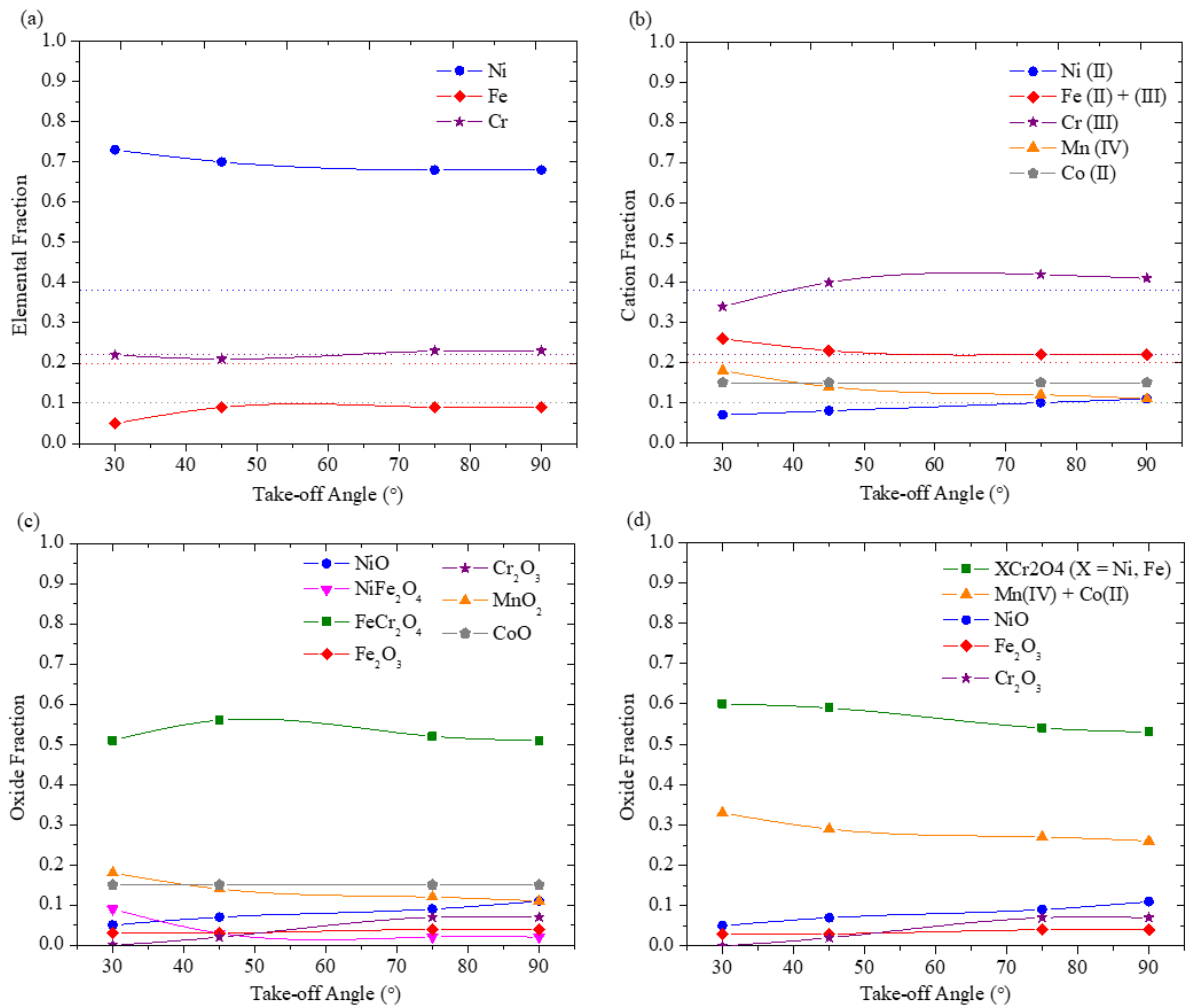 (a)
1.0
0.9
0.8
0.7
0.6
0.5
0.4
0.3
0.2
0.1
0.0
Elemental Fraction
Ni
Fe
Cr
30 40 50 60 70 80 90
Take-off Angle (°)
(b)
1.0
0.9
0.8
0.7
0.6
0.5
0.4
0.3
0.2
0.1
0.0
Cation Fraction
Ni (II)
Fe (II) + (III)
Cr (III)
Mn (IV)
Co (II)
30 40 50 60 70 80 90
Take-off Angle (°)
(c)
1.0
0.9
0.8
0.7
0.6
0.5
0.4
0.3
0.2
0.1
0.0
Oxide Fraction
NiO
NiFe₂O₄
FeCr₂O₄
Fe₂O₃
Cr₂O₃
MnO₂
CoO
30 40 50 60 70 80 90
Take-off Angle (°)
(d)
1.0
0.9
0.8
0.7
0.6
0.5
0.4
0.3
0.2
0.1
0.0
Oxide Fraction
XCr2O4 (X = Ni, Fe)
Mn(IV) + Co(II)
NiO
Fe₂O₃
Cr₂O₃
30 40 50 60 70 80 90
Take-off Angle (°)